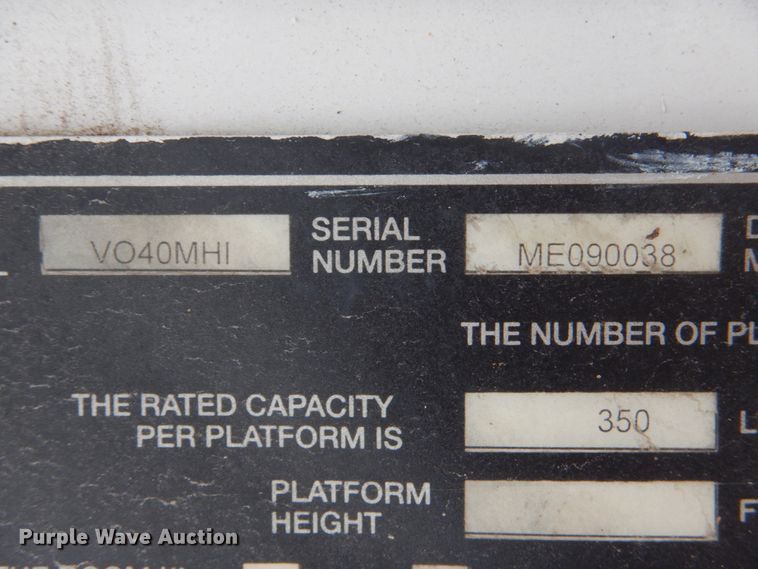 VO40MHI SERIAL NUMBER ME090038
THE NUMBER OF
THE RATED CAPACITY
PER PLATFORM IS 350
PLATFORM
HEIGHT
Purple Wave Auction